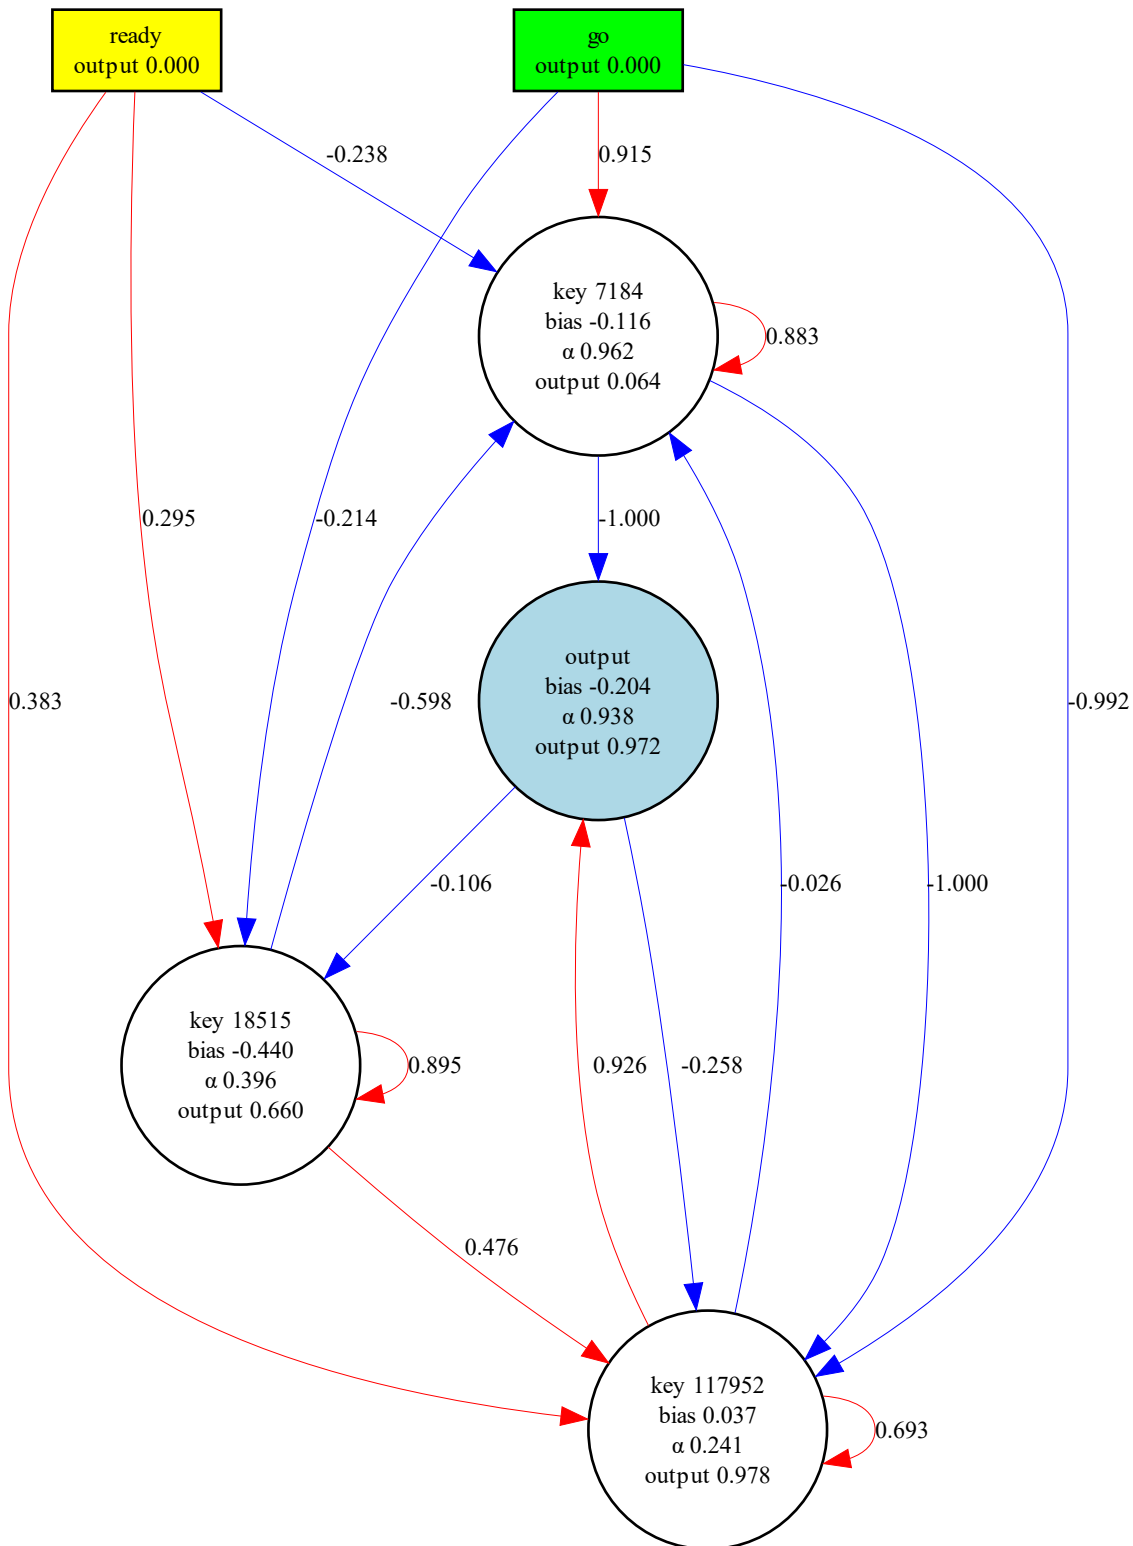 ready
output 0.000
go
output 0.000
-0.238
0.915
key 7184
bias -0.116
α 0.962
output 0.064
0.883
0.295
-0.214
-1.000
output
bias -0.204
α 0.938
output 0.972
0.383
-0.598
-0.992
-0.106
-0.026
-1.000
key 18515
bias -0.440
α 0.396
output 0.660
0.895
0.926
-0.258
0.476
key 117952
bias 0.037
α 0.241
output 0.978
0.693